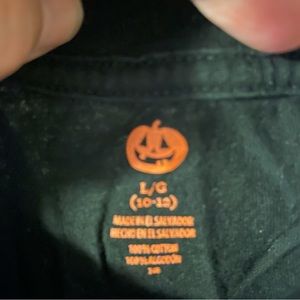 L/G
(10-12)
MADE IN EL SALVADOR
HECHO EN EL SALVADOR
100% COTTON
100% ALGODÓN